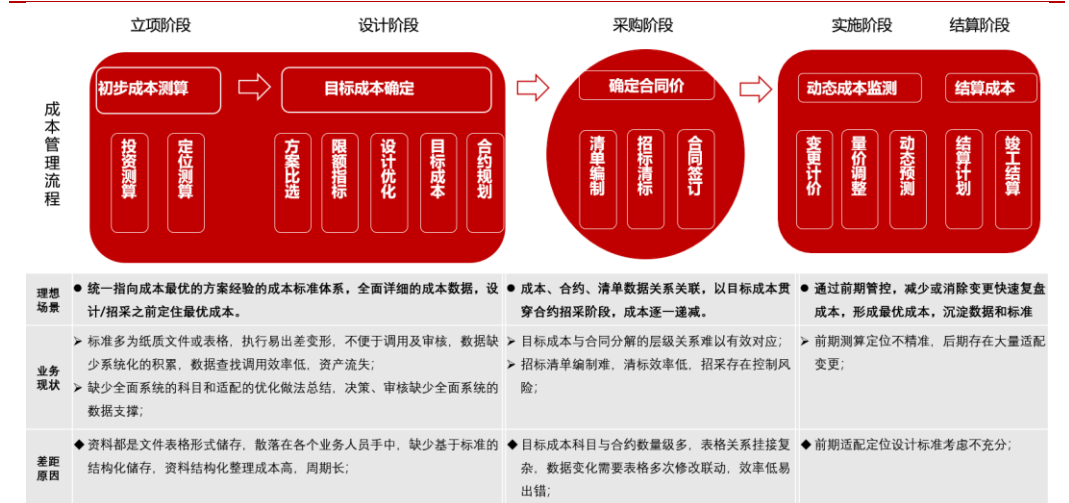 立项阶段
设计阶段
采购阶段
实施阶段
结算阶段
成本管理流程
初步成本测算
目标成本确定
确定合同价
动态成本监测
结算成本
投资测算
定位测算
方案比选
限额指标
设计优化
目标成本
合约规划
清单编制
招标清标
合同签订
变更计价
量价调整
动态预测
结算计划
竣工结算
理想
场景
● 统一指向成本最优的方案经验的成本标准体系，全面详细的成本数据，设
计/招采之前定住最优成本。
● 成本、合约、清单数据关系关联，以目标成本贯
穿合约招采阶段，成本逐一递减。
● 通过前期管控，减少或消除变更快速复盘
成本，形成最优成本，沉淀数据和标准
业务
现状
➢ 标准多为纸质文件或表格，执行易出差变形，不便于调用及审核，数据缺
少系统化的积累，数据查找调用效率低，资产流失；
➢ 缺少全面系统的科目和适配的优化做法总结，决策、审核缺少全面系统的
数据支撑；
➢ 目标成本与合同分解的层级关系难以有效对应；
➢ 招标清单编制难，清标效率低，招采存在控制风
险；
➢ 前期测算定位不精准，后期存在大量适配
变更；
差距
原因
◆ 资料都是文件表格形式储存，散落在各个业务人员手中，缺少基于标准的
结构化储存，资料结构化整理成本高，周期长；
◆ 目标成本科目与合约数量级多，表格关系挂接复
杂，数据变化需要表格多次修改联动，效率低易
出错；
◆ 前期适配定位设计标准考虑不充分；